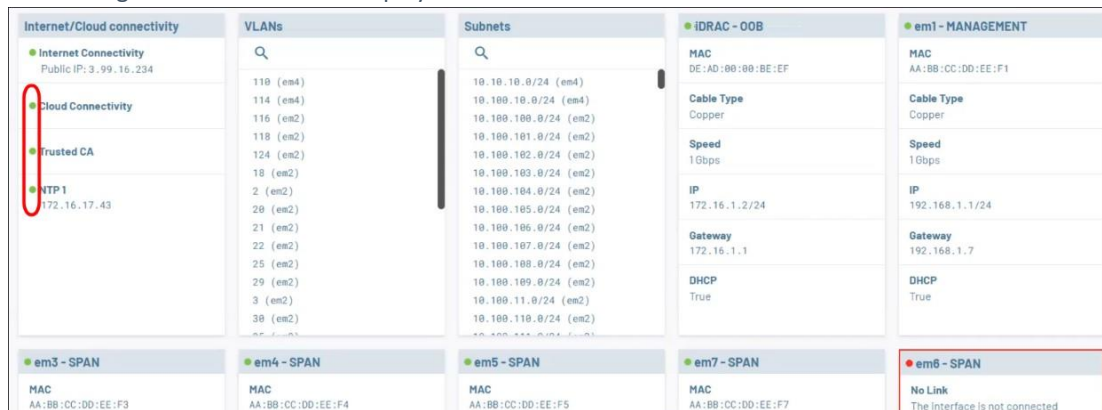 Internet/Cloud connectivity
Internet Connectivity
Public IP: 3.99.16.234
Cloud Connectivity
Trusted CA
NTP 1
172.16.17.43
VLANs
110 (em4)
114 (em4)
116 (em2)
118 (em2)
124 (em2)
18 (em2)
2 (em2)
20 (em2)
21 (em2)
22 (em2)
25 (em2)
29 (em2)
3 (em2)
30 (em2)
Subnets
10.10.10.0/24 (em4)
10.100.10.0/24 (em4)
10.100.100.0/24 (em2)
10.100.101.0/24 (em2)
10.100.102.0/24 (em2)
10.100.103.0/24 (em2)
10.100.104.0/24 (em2)
10.100.105.0/24 (em2)
10.100.106.0/24 (em2)
10.100.107.0/24 (em2)
10.100.108.0/24 (em2)
10.100.109.0/24 (em2)
10.100.11.0/24 (em2)
10.100.110.0/24 (em2)
iDRAC - OOB
MAC
DE:AD:00:00:BE:EF
Cable Type
Copper
Speed
1Gbps
IP
172.16.1.2/24
Gateway
172.16.1.1
DHCP
True
em1 - MANAGEMENT
MAC
AA:BB:CC:DD:EE:F1
Cable Type
Copper
Speed
1Gbps
IP
192.168.1.1/24
Gateway
192.168.1.7
DHCP
True
em3 - SPAN
MAC
AA:BB:CC:DD:EE:F3
em4 - SPAN
MAC
AA:BB:CC:DD:EE:F4
em5 - SPAN
MAC
AA:BB:CC:DD:EE:F5
em7 - SPAN
MAC
AA:BB:CC:DD:EE:F7
em6 - SPAN
No Link
The interface is not connected